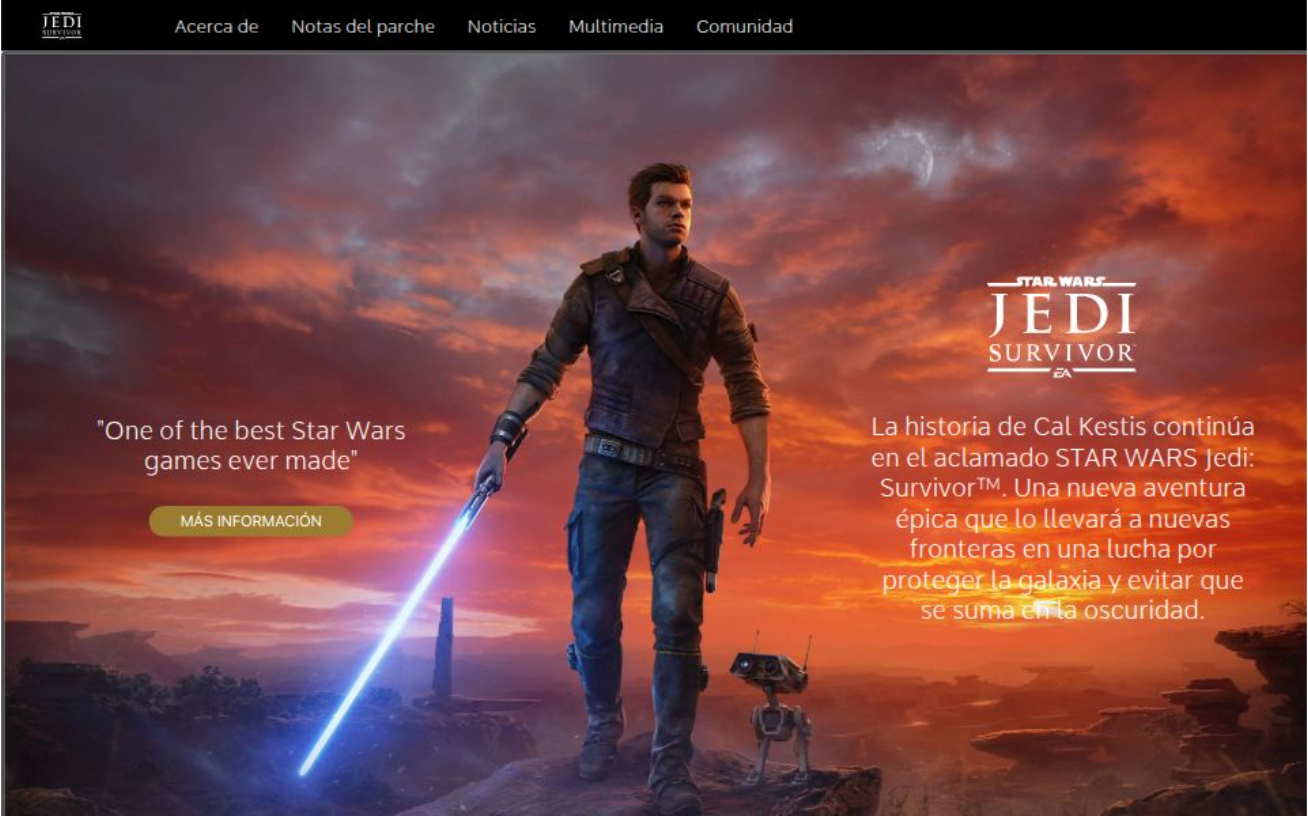 JEDI
SURVIVOR
Acerca de
Notas del parche
Noticias
Multimedia
Comunidad
STAR WARS
JEDI
SURVIVOR
EA
"One of the best Star Wars
games ever made"
MÁS INFORMACIÓN
La historia de Cal Kestis continúa
en el aclamado STAR WARS Jedi:
Survivor™. Una nueva aventura
épica que lo llevará a nuevas
fronteras en una lucha por
proteger la galaxia y evitar que
se suma en la oscuridad.